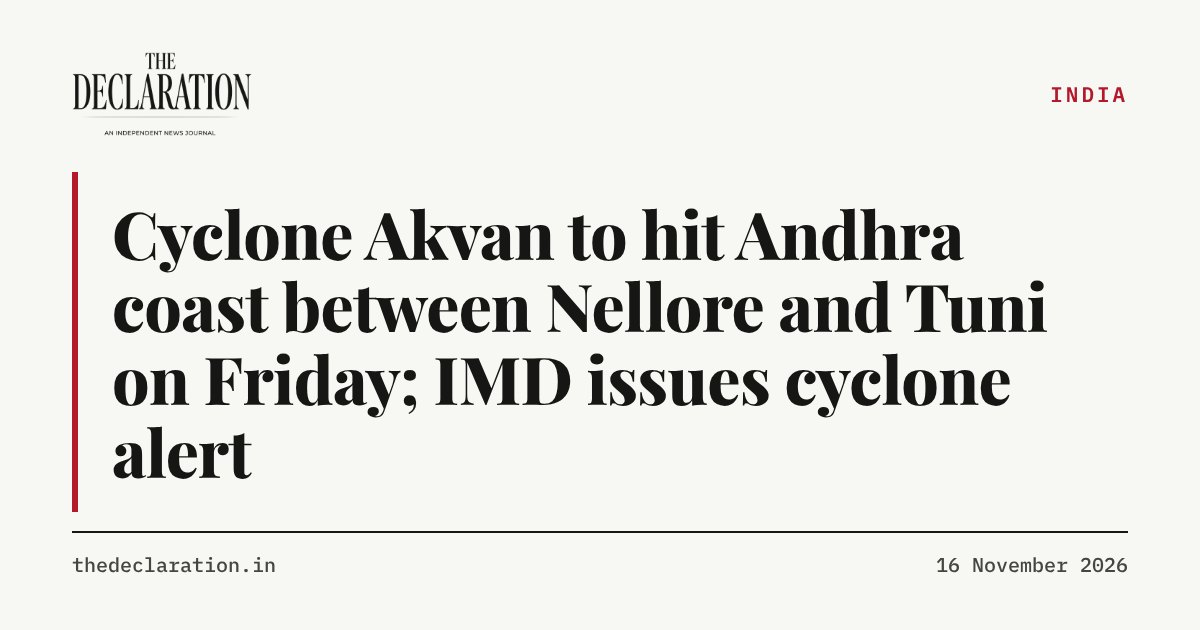 THE
DECLARATION
AN INDEPENDENT NEWS JOURNAL
INDIA
Cyclone Akvan to hit Andhra
coast between Nellore and Tuni
on Friday; IMD issues cyclone
alert
thedeclaration.in
16 November 2026